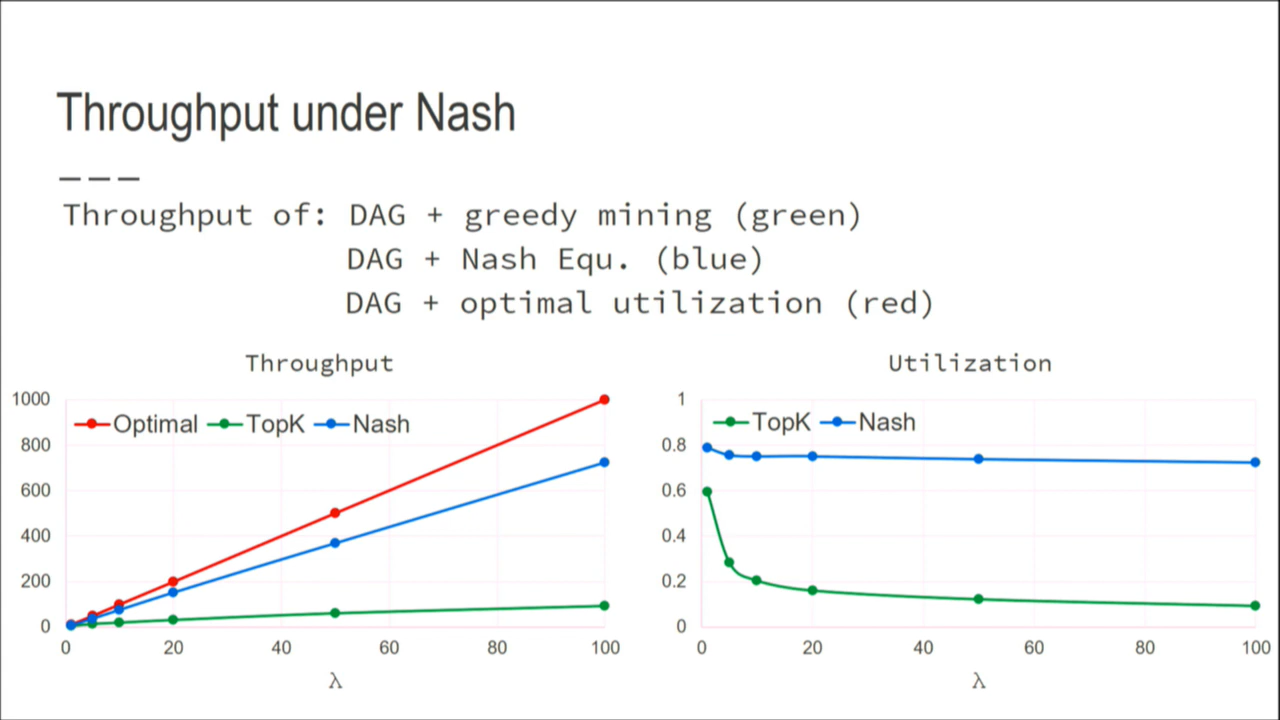 Throughput under Nash
Throughput of: DAG + greedy mining (green)
DAG + Nash Equ. (blue)
DAG + optimal utilization (red)
Throughput
Optimal TopK Nash
1000
800
600
400
200
0
0 20 40 60 80 100
λ
Utilization
TopK Nash
1
0.8
0.6
0.4
0.2
0
0 20 40 60 80 100
λ